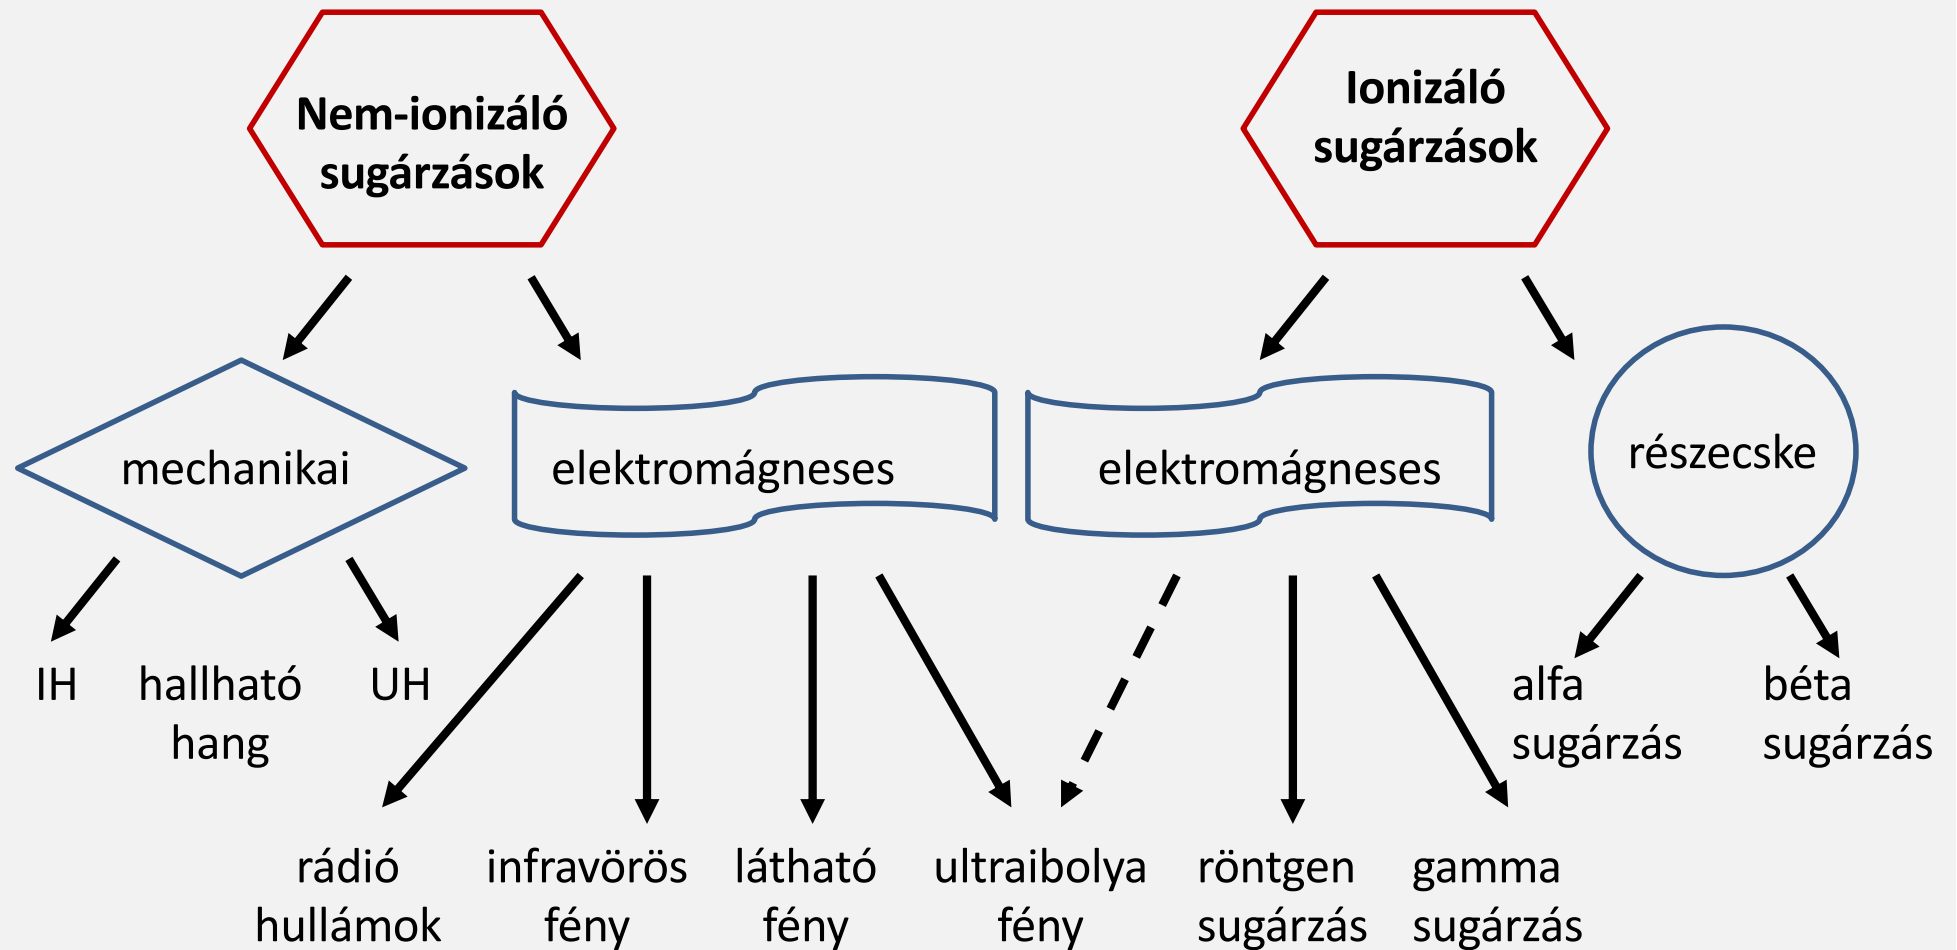 Nem-ionizáló
sugárzások
Ionizáló
sugárzások
mechanikai
elektromágneses
elektromágneses
részecske
IH
hallható
hang
UH
alfa
sugárzás
béta
sugárzás
rádió
hullámok
infravörös
fény
látható
fény
ultraibolya
fény
röntgen
sugárzás
gamma
sugárzás